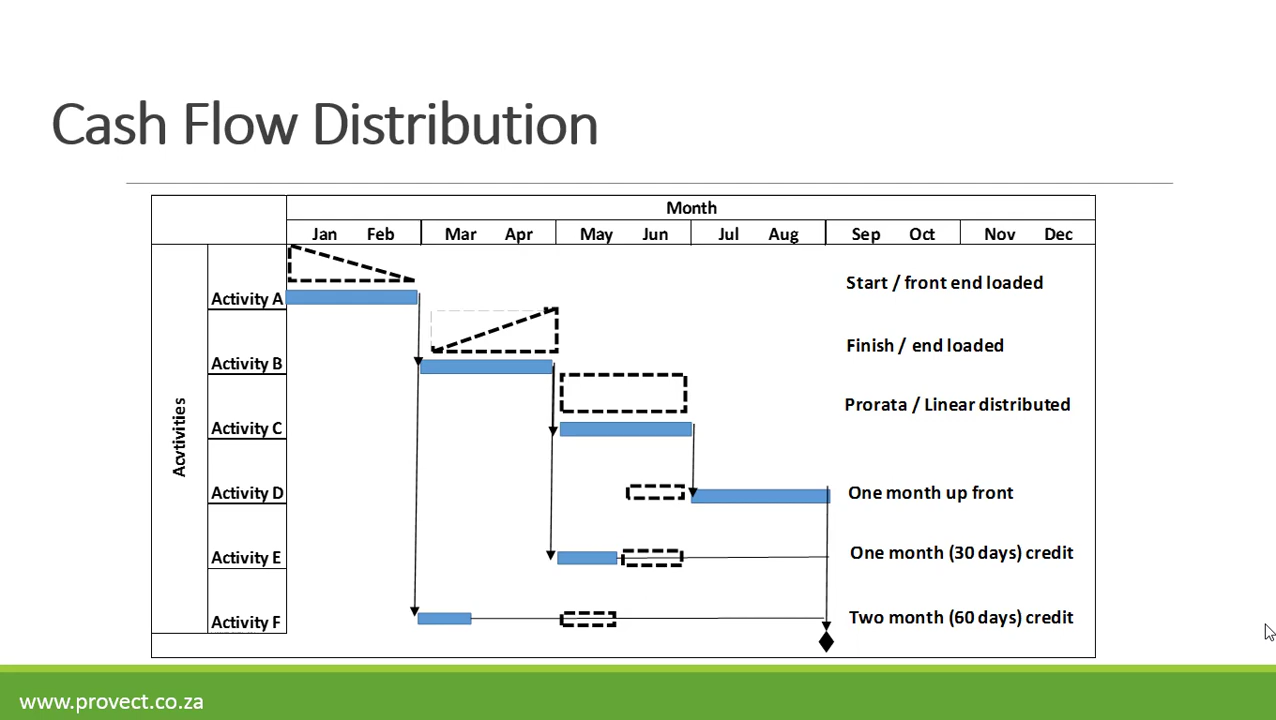 Cash Flow Distribution
Month
Jan Feb Mar Apr May Jun Jul Aug Sep Oct Nov Dec
Acvtivities
Activity A
Start / front end loaded
Activity B
Finish / end loaded
Activity C
Prorata / Linear distributed
Activity D
One month up front
Activity E
One month (30 days) credit
Activity F
Two month (60 days) credit
www.provect.co.za